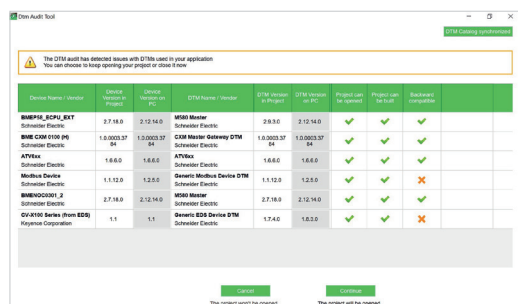 Dtm Audit Tool
DTM Catalog synchronized
The DTM audit has detected issues with DTMs used in your application
You can choose to keep opening your project or close it now
Device Name / Vendor Device Version in Project Device Version on PC DTM Name / Vendor DTM Version in Project DTM Version on PC Project can be opened Project can be built Backward compatible
BMEP58_ECPU_EXT 2.7.18.0 2.12.14.0 M580 Master 2.9.3.0 2.12.14.0
Schneider Electric Schneider Electric
BME CXM 0100 (H) 1.0.0003.3784 1.0.0003.3784 CXM Master Gateway DTM 1.0.0003.3784 1.0.0003.3784
Schneider Electric Schneider Electric
ATV6xx 1.6.6.0 1.6.6.0 ATV6xx 1.6.6.0 1.6.6.0
Schneider Electric Schneider Electric
Modbus Device 1.1.12.0 1.2.5.0 Generic Modbus Device DTM 1.1.12.0 1.2.5.0
Schneider Electric Schneider Electric
BMENOC0301_2 2.7.18.0 2.12.14.0 M580 Master 2.7.18.0 2.12.14.0
Schneider Electric Schneider Electric
CV-X100 Series (from EDS) 1.1 1.1 Generic EDS Device DTM 1.7.4.0 1.8.3.0
Keyence Corporation Schneider Electric
Cancel Continue
The project won't be opened The project will be opened